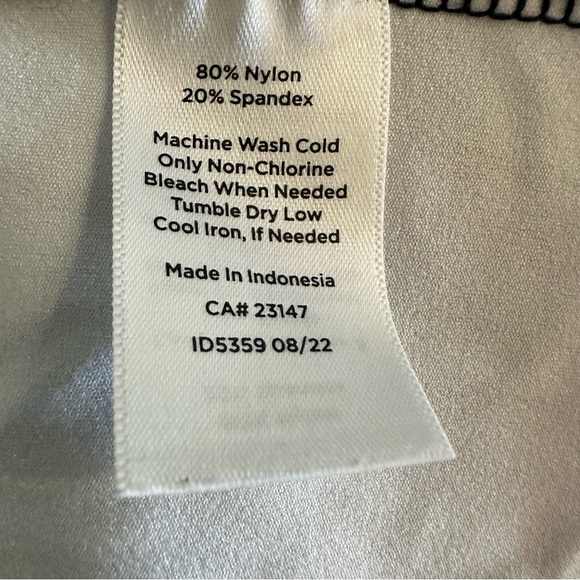 80% Nylon
20% Spandex
Machine Wash Cold
Only Non-Chlorine
Bleach When Needed
Tumble Dry Low
Cool Iron, If Needed
Made In Indonesia
CA# 23147
ID5359 08/22